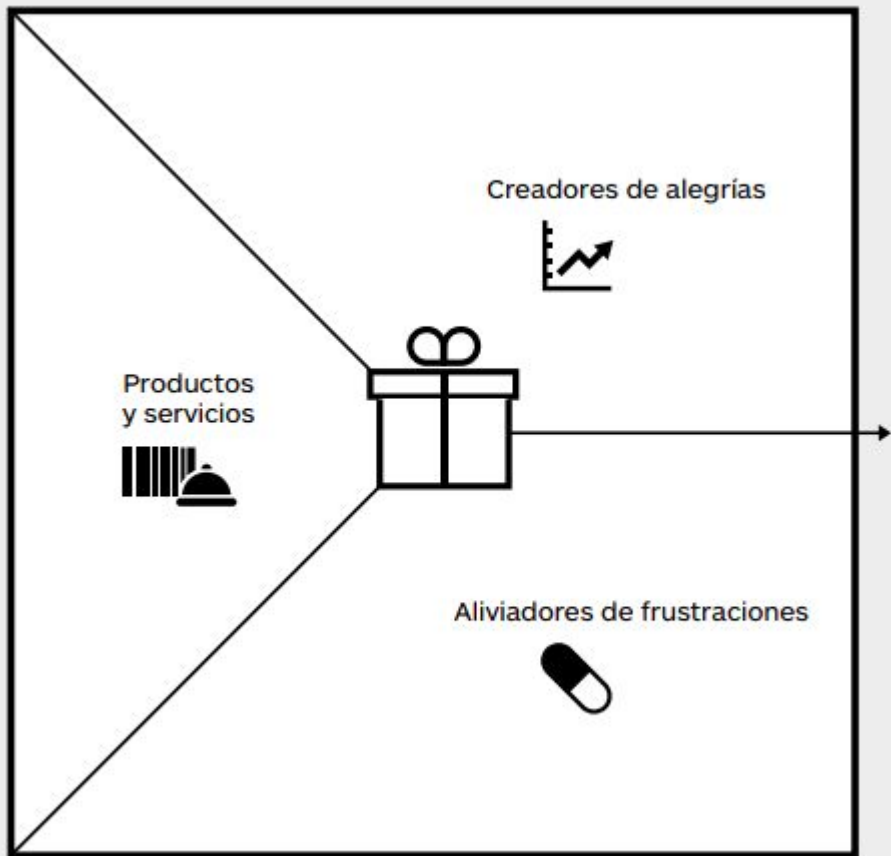 Creadores de alegrías
Productos
y servicios
Aliviadores de frustraciones